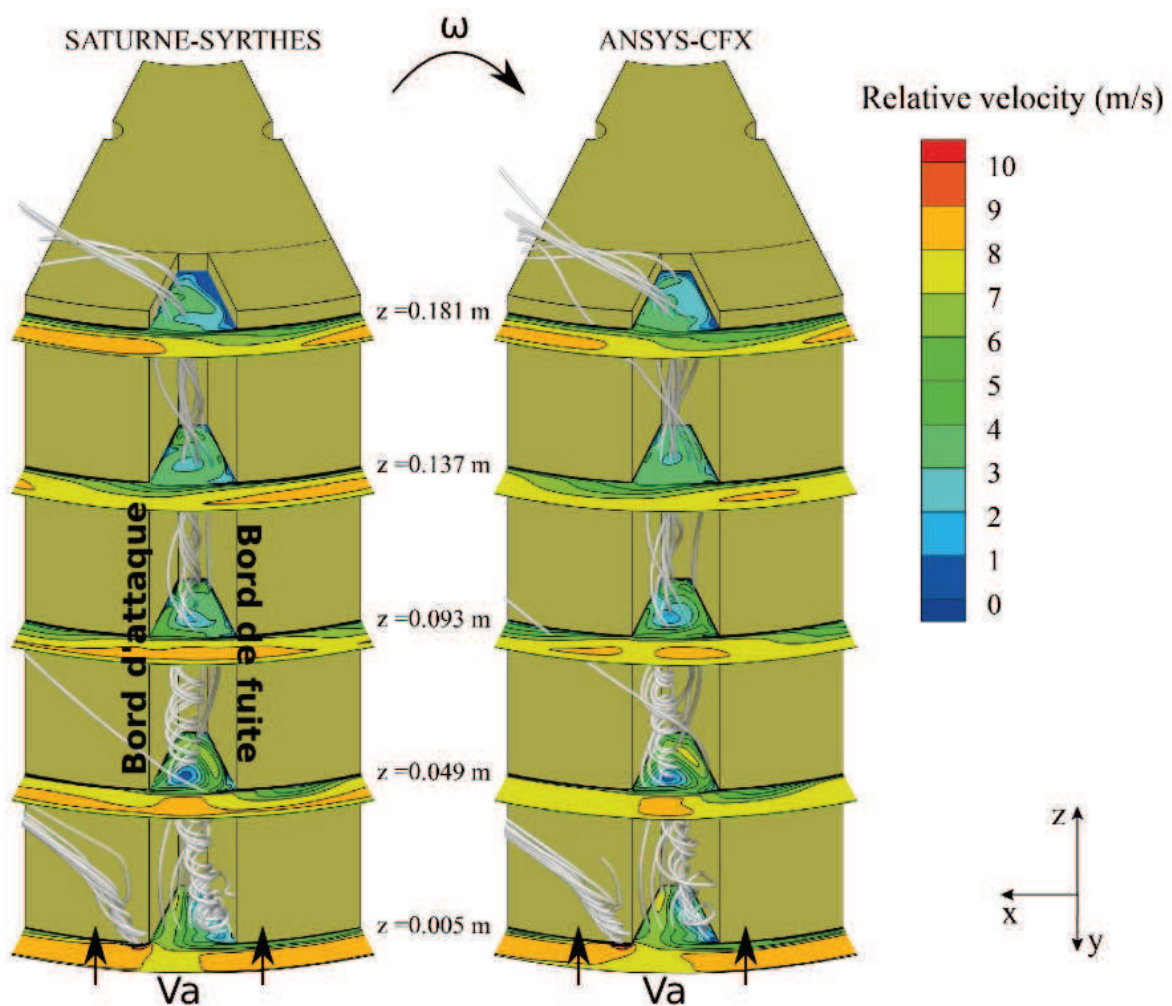 ω
SATURNE-SYRTHES
ANSYS-CFX
Relative velocity (m/s)
10
9
8
7
6
5
4
3
2
1
0
z =0.181 m
z =0.137 m
z =0.093 m
z =0.049 m
z =0.005 m
Bord d'attaque
Bord de fuite
Va
Va
z
x
y